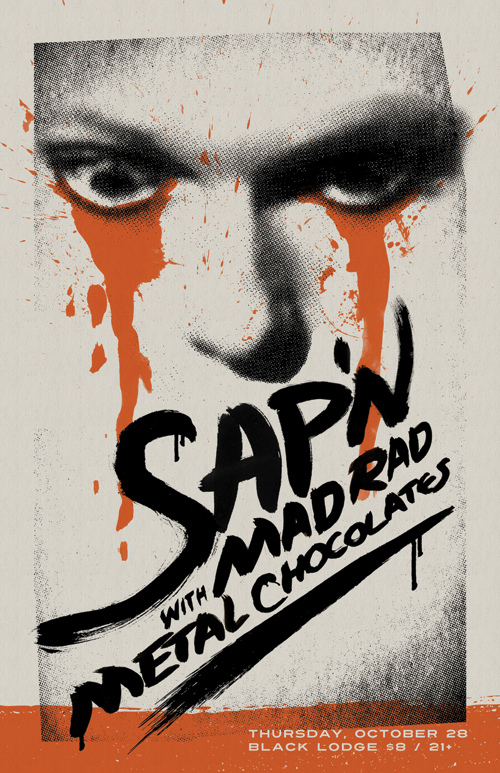 SAP'N
MAD RAD
WITH
METAL CHOCOLATES
THURSDAY, OCTOBER 28
BLACK LODGE $8 / 21+